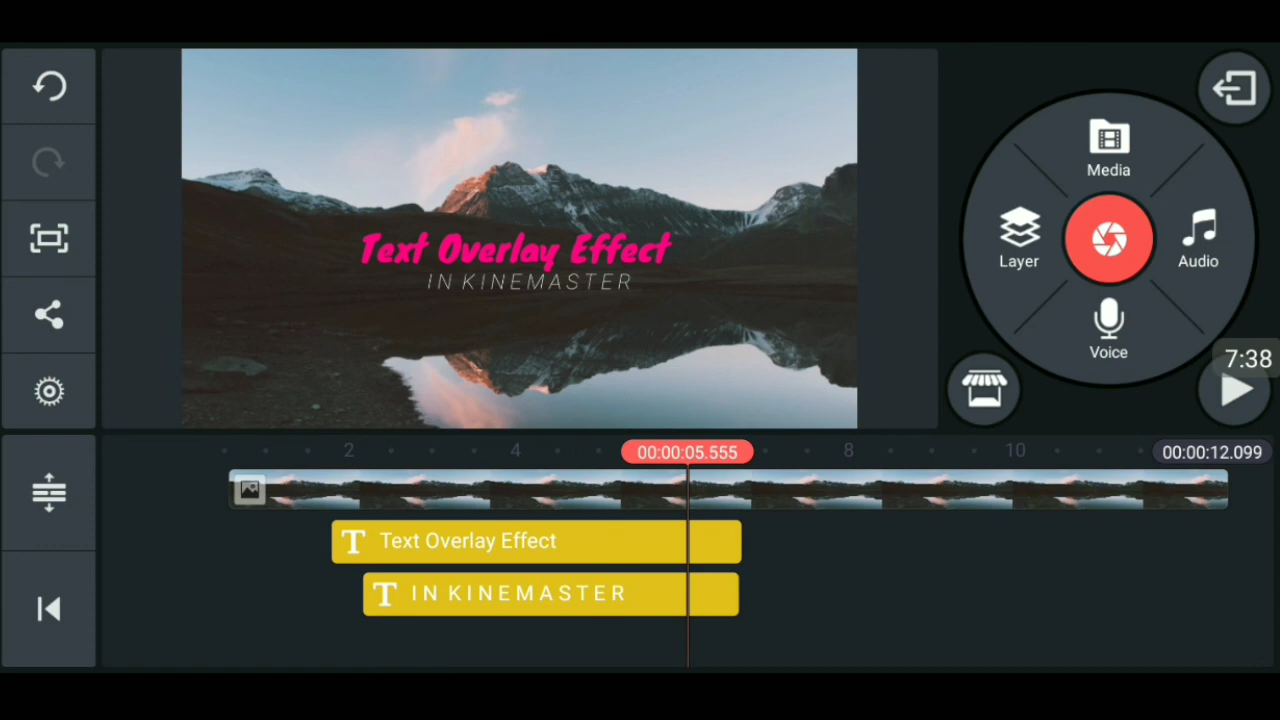 Text Overlay Effect
IN KINEMASTER
Media
Layer
Audio
Voice
7:38
2
4
00:00:05.555
8
10
00:00:12.099
T Text Overlay Effect
T IN KINEMASTER